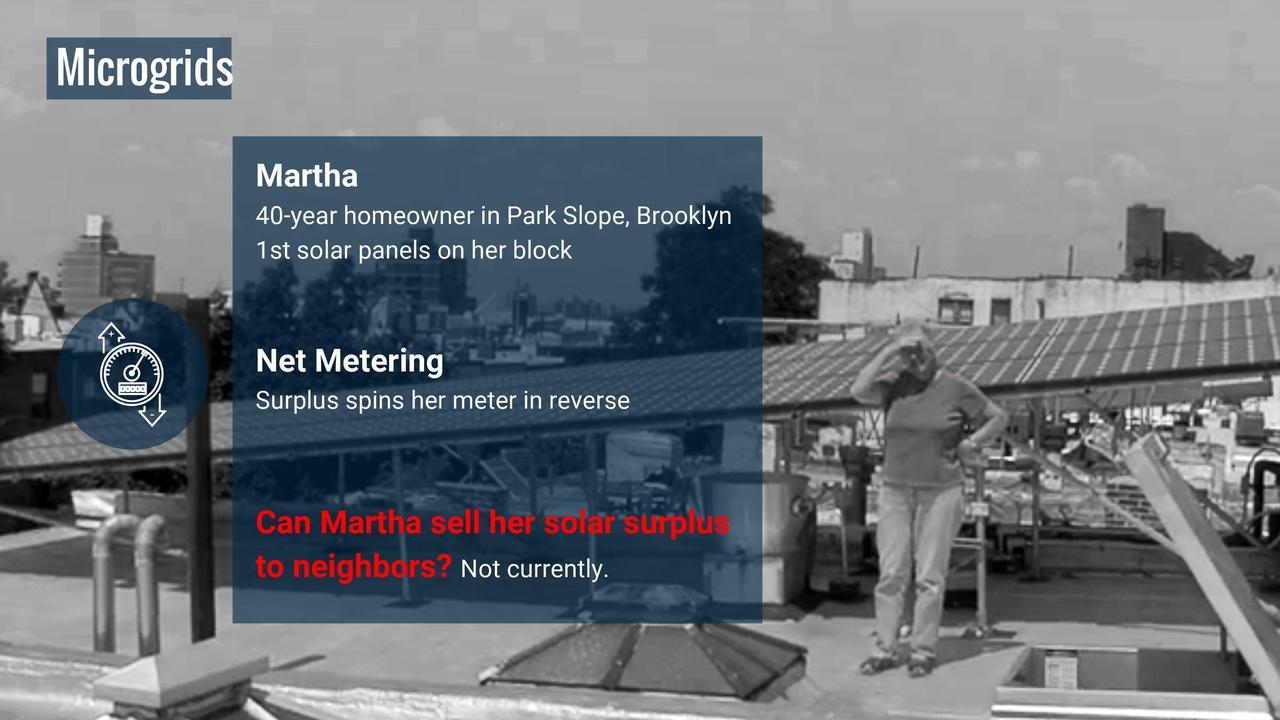 Microgrids
Martha
40-year homeowner in Park Slope, Brooklyn
1st solar panels on her block
Net Metering
Surplus spins her meter in reverse
Can Martha sell her solar surplus
to neighbors? Not currently.